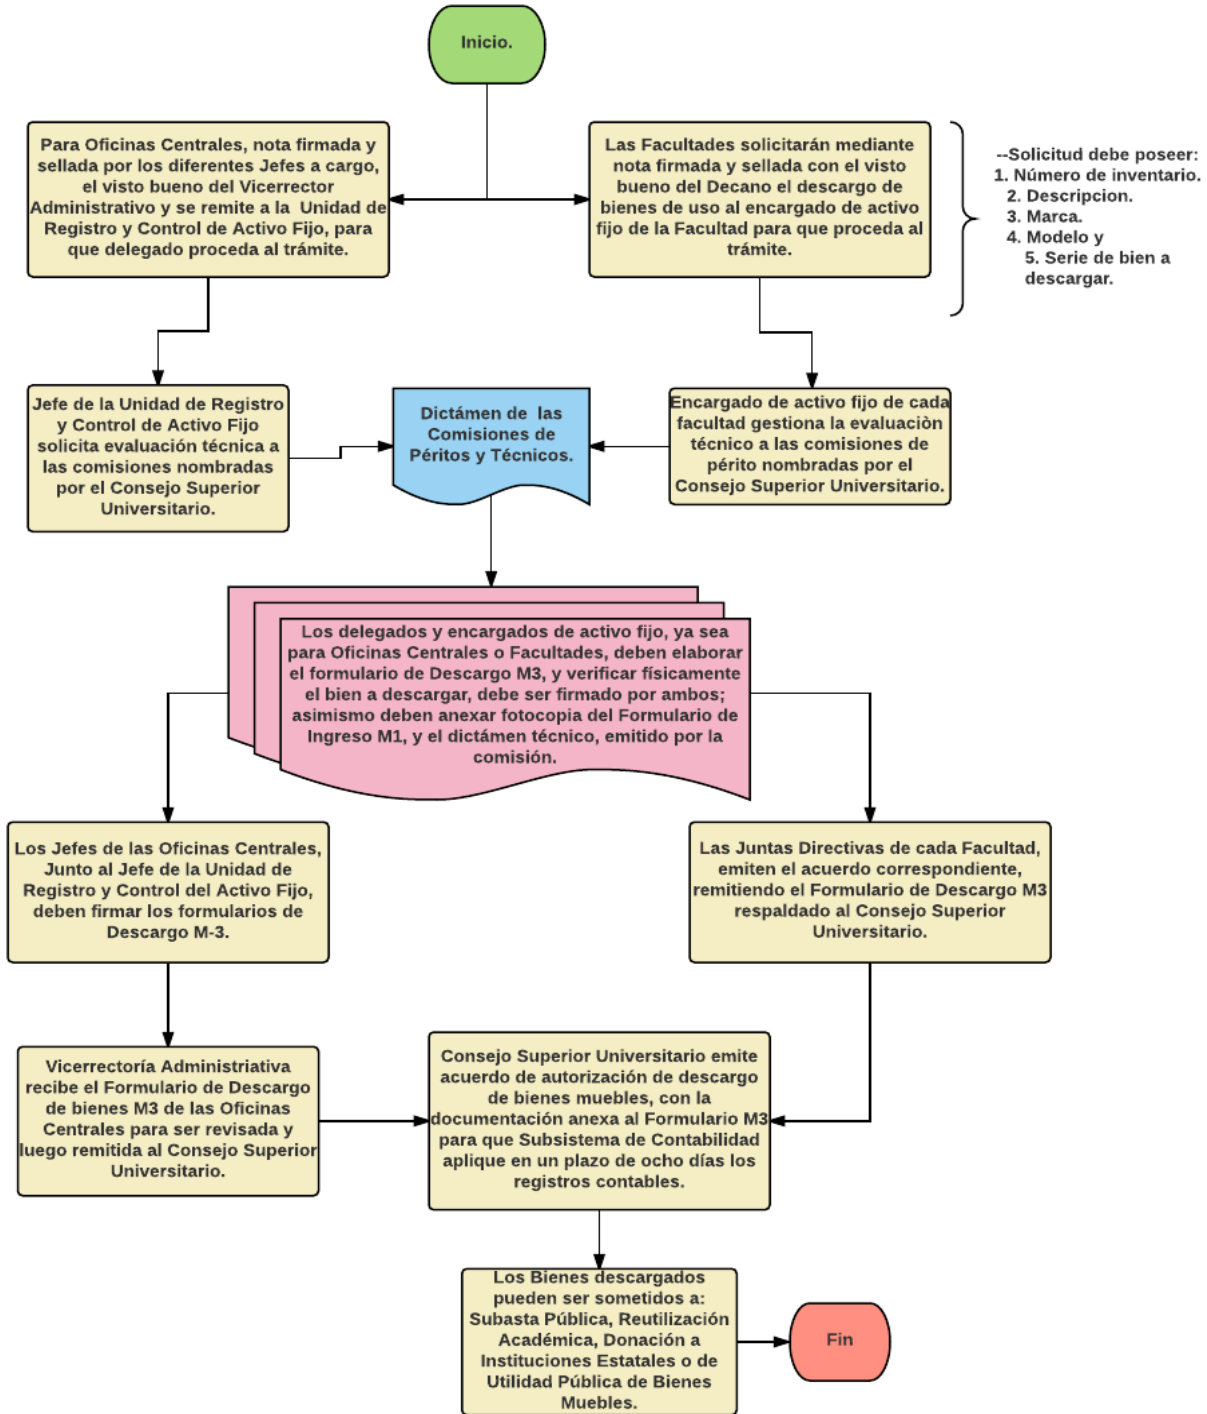 Inicio.
Para Oficinas Centrales, nota firmada y
sellada por los diferentes Jefes a cargo,
el visto bueno del Vicerrector
Administrativo y se remite a la Unidad de
Registro y Control de Activo Fijo, para
que delegado proceda al trámite.
Las Facultades solicitarán mediante
nota firmada y sellada con el visto
bueno del Decano el descargo de
bienes de uso al encargado de activo
fijo de la Facultad para que proceda al
trámite.
--Solicitud debe poseer:
1. Número de inventario.
2. Descripcion.
3. Marca.
4. Modelo y
5. Serie de bien a
descargar.
Jefe de la Unidad de Registro
y Control de Activo Fijo
solicita evaluación técnica a
las comisiones nombradas
por el Consejo Superior
Universitario.
Dictámen de las
Comisiones de
Péritos y Técnicos.
Encargado de activo fijo de cada
facultad gestiona la evaluaciòn
técnico a las comisiones de
périto nombradas por el
Consejo Superior Universitario.
Los delegados y encargados de activo fijo, ya sea
para Oficinas Centrales o Facultades, deben elaborar
el formulario de Descargo M3, y verificar físicamente
el bien a descargar, debe ser firmado por ambos;
asimismo deben anexar fotocopia del Formulario de
Ingreso M1, y el dictámen técnico, emitido por la
comisión.
Los Jefes de las Oficinas Centrales,
Junto al Jefe de la Unidad de
Registro y Control del Activo Fijo,
deben firmar los formularios de
Descargo M-3.
Las Juntas Directivas de cada Facultad,
emiten el acuerdo correspondiente,
remitiendo el Formulario de Descargo M3
respaldado al Consejo Superior
Universitario.
Vicerrectoría Administriativa
recibe el Formulario de Descargo
de bienes M3 de las Oficinas
Centrales para ser revisada y
luego remitida al Consejo Superior
Universitario.
Consejo Superior Universitario emite
acuerdo de autorización de descargo
de bienes muebles, con la
documentación anexa al Formulario M3
para que Subsistema de Contabilidad
aplique en un plazo de ocho días los
registros contables.
Los Bienes descargados
pueden ser sometidos a:
Subasta Pública, Reutilización
Académica, Donación a
Instituciones Estatales o de
Utilidad Pública de Bienes
Muebles.
Fin